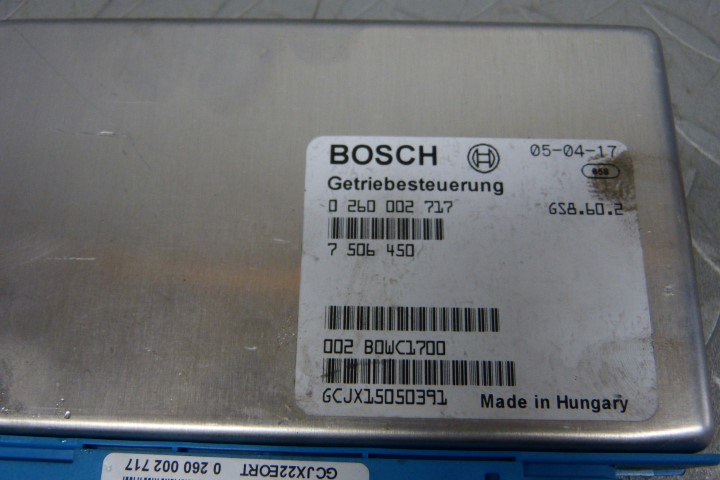 BOSCH 05-04-17
Getriebesteuerung
0 260 002 717 GS8.60.2
7 506 450
002 B0WC1700
GCJX15050391 Made in Hungary
GCJX22EORT 0 260 002 717